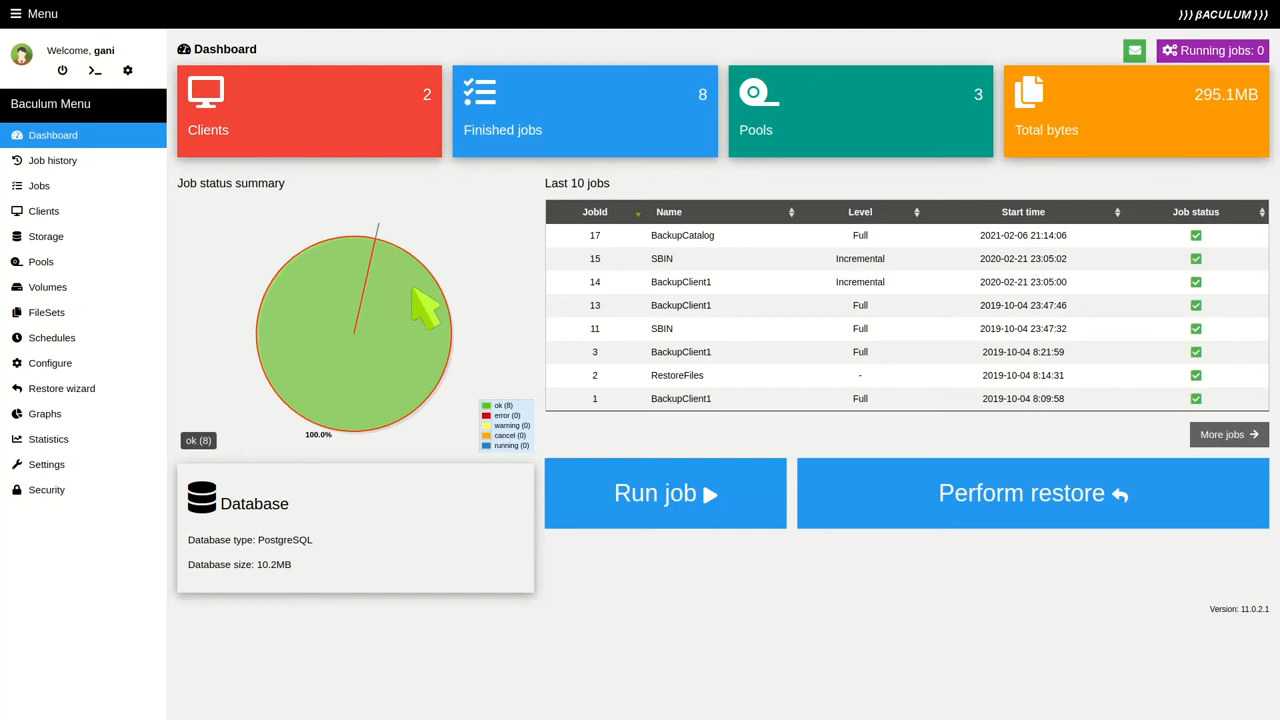 Menu
))) βACULUM )))
Welcome, gani
Baculum Menu
Dashboard
Job history
Jobs
Clients
Storage
Pools
Volumes
FileSets
Schedules
Configure
Restore wizard
Graphs
Statistics
Settings
Security
Dashboard
Running jobs: 0
2
Clients
8
Finished jobs
3
Pools
295.1MB
Total bytes
Job status summary
100.0%
ok (8)
ok (8)
error (0)
warning (0)
cancel (0)
running (0)
Last 10 jobs
JobId Name Level Start time Job status
17 BackupCatalog Full 2021-02-06 21:14:06
15 SBIN Incremental 2020-02-21 23:05:02
14 BackupClient1 Incremental 2020-02-21 23:05:00
13 BackupClient1 Full 2019-10-04 23:47:46
11 SBIN Full 2019-10-04 23:47:32
3 BackupClient1 Full 2019-10-04 8:21:59
2 RestoreFiles - 2019-10-04 8:14:31
1 BackupClient1 Full 2019-10-04 8:09:58
More jobs
Database
Database type: PostgreSQL
Database size: 10.2MB
Run job
Perform restore
Version: 11.0.2.1